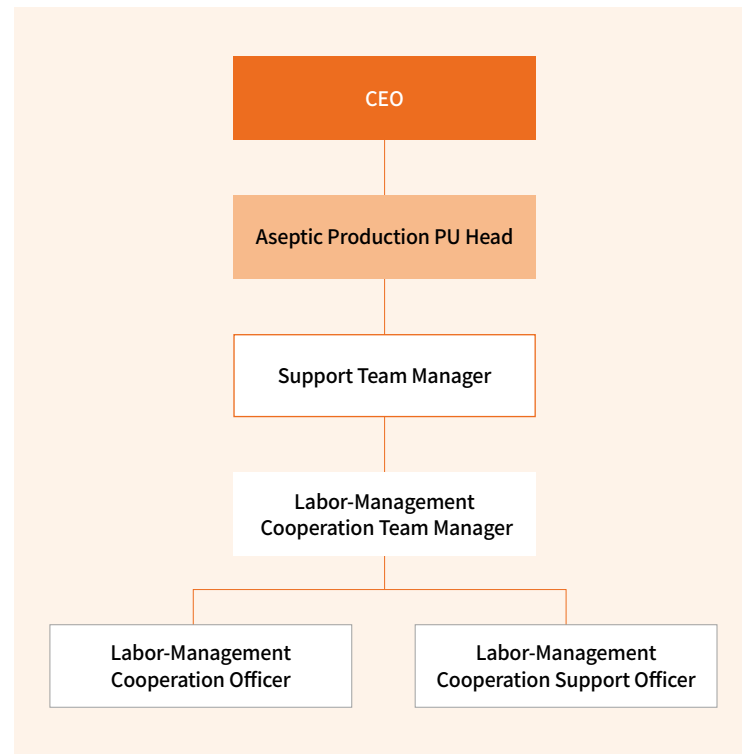 CEO
Aseptic Production PU Head
Support Team Manager
Labor-Management
Cooperation Team Manager
Labor-Management
Cooperation Officer
Labor-Management
Cooperation Support Officer